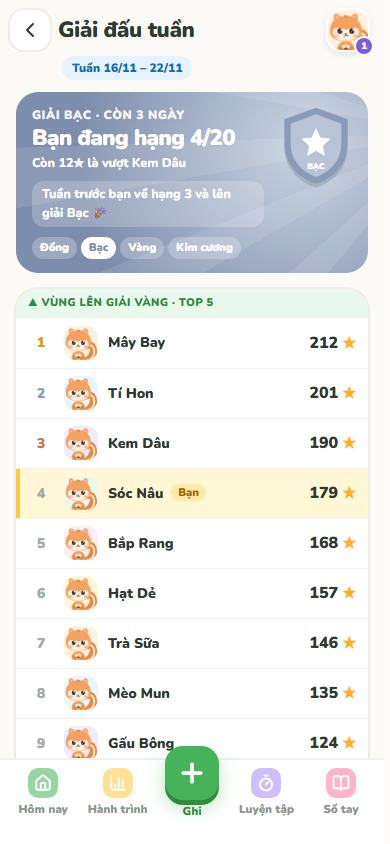 Giải đấu tuần
1
Tuần 16/11 – 22/11
GIẢI BẠC · CÒN 3 NGÀY
Bạn đang hạng 4/20
Còn 12★ là vượt Kem Dâu
BẠC
Tuần trước bạn về hạng 3 và lên
giải Bạc 🎉
Đồng Bạc Vàng Kim cương
▲ VÙNG LÊN GIẢI VÀNG · TOP 5
1 Mây Bay 212 ★
2 Tí Hon 201 ★
3 Kem Dâu 190 ★
4 Sóc Nâu Bạn 179 ★
5 Bắp Rang 168 ★
6 Hạt Dẻ 157 ★
7 Trà Sữa 146 ★
8 Mèo Mun 135 ★
9 Gấu Bông 124 ★
Hôm nay Hành trình Ghi Luyện tập Sổ tay